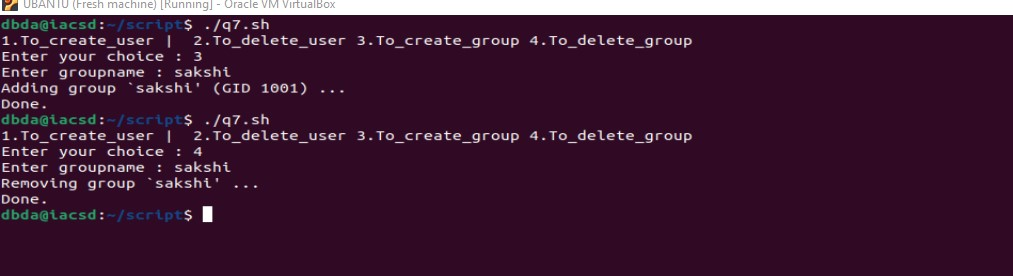 UBANTU (Fresh machine) [Running] - Oracle VM VirtualBox
dbda@iacsd:~/script$ ./q7.sh
1.To_create_user |  2.To_delete_user 3.To_create_group 4.To_delete_group
Enter your choice : 3
Enter groupname : sakshi
Adding group `sakshi' (GID 1001) ...
Done.
dbda@iacsd:~/script$ ./q7.sh
1.To_create_user |  2.To_delete_user 3.To_create_group 4.To_delete_group
Enter your choice : 4
Enter groupname : sakshi
Removing group `sakshi' ...
Done.
dbda@iacsd:~/script$